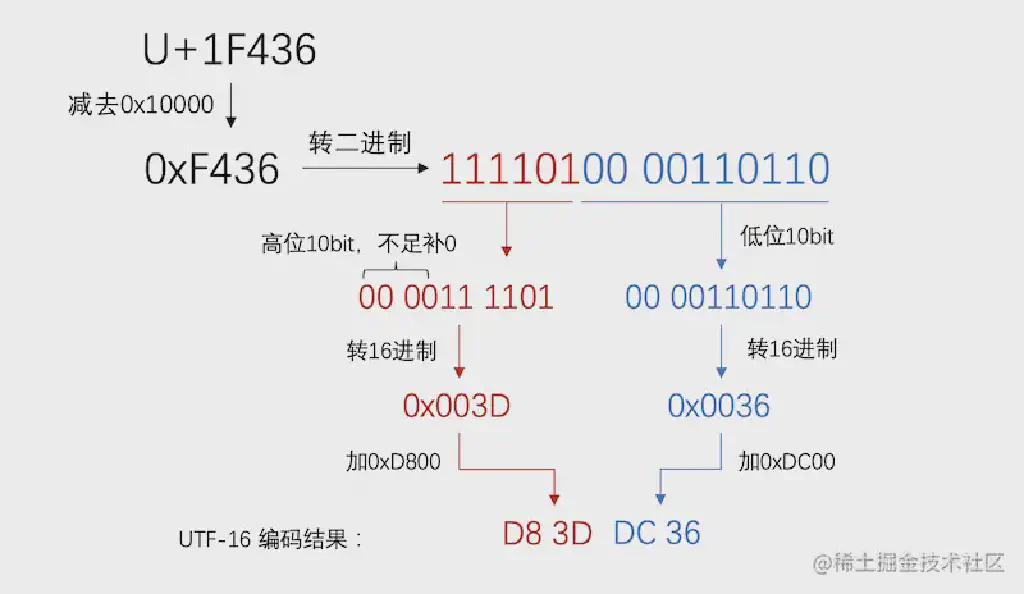 U+1F436
减去0x10000
0xF436
转二进制
11110100 00110110
高位10bit，不足补0
低位10bit
00 0011 1101
00 00110110
转16进制
转16进制
0x003D
0x0036
加0xD800
加0xDC00
UTF-16 编码结果：
D8 3D DC 36
@稀土掘金技术社区